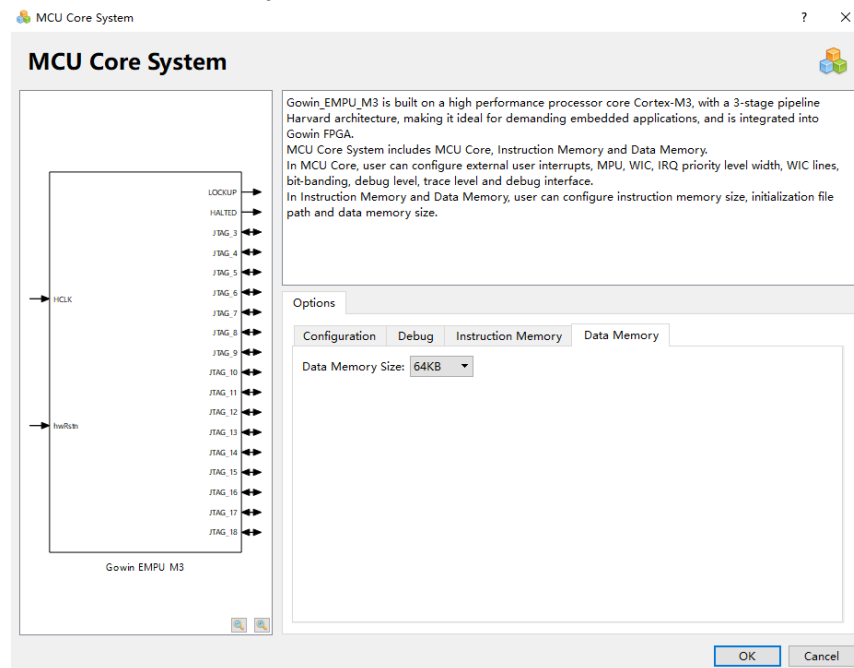 MCU Core System
? ×
MCU Core System
LOCKUP
HALTED
JTAG_3
JTAG_4
JTAG_5
HCLK
JTAG_6
JTAG_7
JTAG_8
JTAG_9
JTAG_10
JTAG_11
JTAG_12
hwRstn
JTAG_13
JTAG_14
JTAG_15
JTAG_16
JTAG_17
JTAG_18
Gowin EMPU M3
Gowin_EMPU_M3 is built on a high performance processor core Cortex-M3, with a 3-stage pipeline
Harvard architecture, making it ideal for demanding embedded applications, and is integrated into
Gowin FPGA.
MCU Core System includes MCU Core, Instruction Memory and Data Memory.
In MCU Core, user can configure external user interrupts, MPU, WIC, IRQ priority level width, WIC lines,
bit-banding, debug level, trace level and debug interface.
In Instruction Memory and Data Memory, user can configure instruction memory size, initialization file
path and data memory size.
Options
Configuration Debug Instruction Memory Data Memory
Data Memory Size: 64KB
OK Cancel